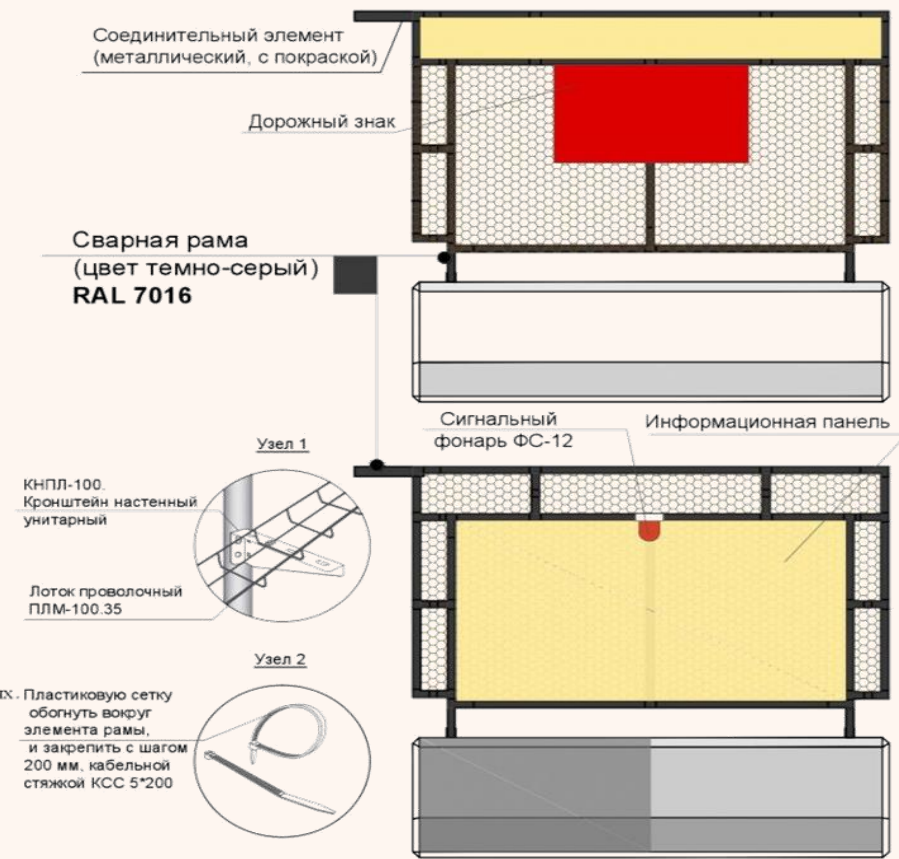 Соединительный элемент
(металлический, с покраской)
Дорожный знак
Сварная рама
(цвет темно-серый)
RAL 7016
Сигнальный
фонарь ФС-12
Информационная панель
Узел 1
КНПЛ-100.
Кронштейн настенный
унитарный
Лоток проволочный
ПЛМ-100.35
Узел 2
Пластиковую сетку
обогнуть вокруг
элемента рамы,
и закрепить с шагом
200 мм, кабельной
стяжкой КСС 5*200